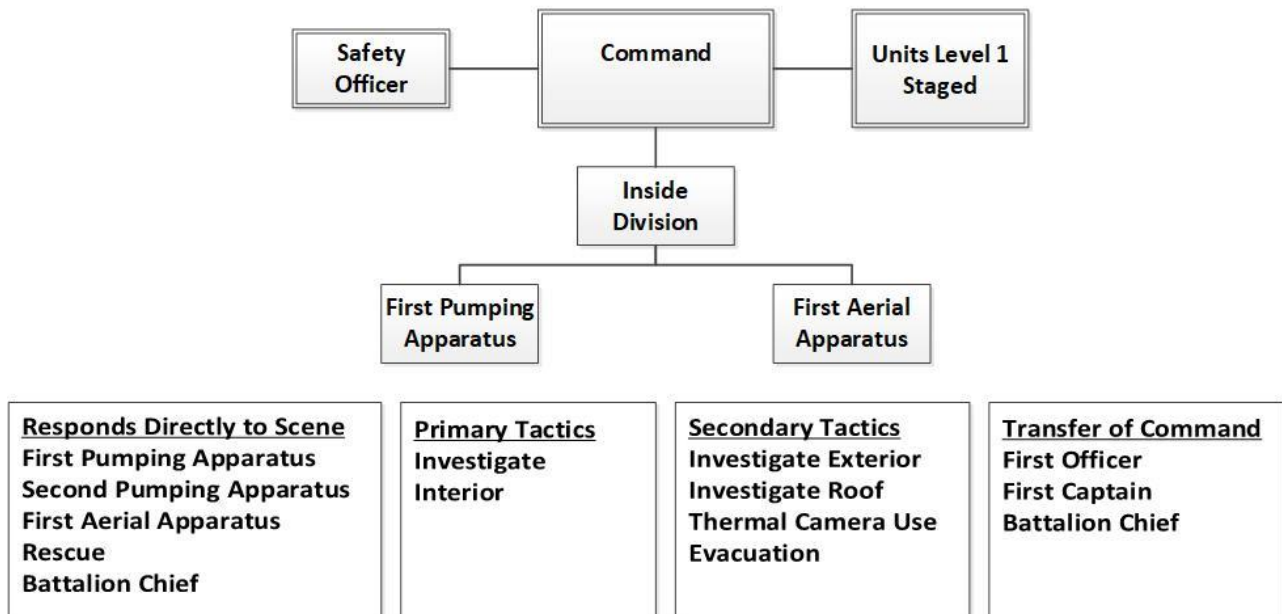 Safety
Officer
Command
Units Level 1
Staged
Inside
Division
First Pumping
Apparatus
First Aerial
Apparatus
Responds Directly to Scene
First Pumping Apparatus
Second Pumping Apparatus
First Aerial Apparatus
Rescue
Battalion Chief
Primary Tactics
Investigate
Interior
Secondary Tactics
Investigate Exterior
Investigate Roof
Thermal Camera Use
Evacuation
Transfer of Command
First Officer
First Captain
Battalion Chief